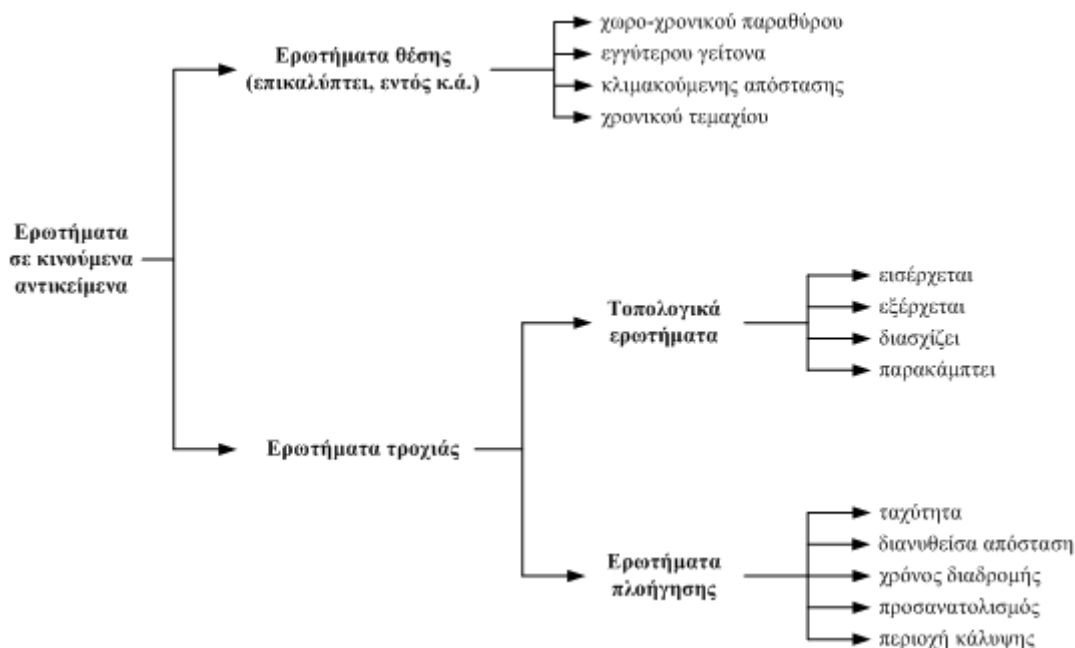 Ερωτήματα θέσης
(επικαλύπτει, εντός κ.ά.)
χωρο-χρονικού παραθύρου
εγγύτερου γείτονα
κλιμακούμενης απόστασης
χρονικού τεμαχίου
Ερωτήματα
σε κινούμενα
αντικείμενα
Τοπολογικά
ερωτήματα
εισέρχεται
εξέρχεται
διασχίζει
παρακάμπτει
Ερωτήματα τροχιάς
Ερωτήματα
πλοήγησης
ταχύτητα
διανυθείσα απόσταση
χρόνος διαδρομής
προσανατολισμός
περιοχή κάλυψης